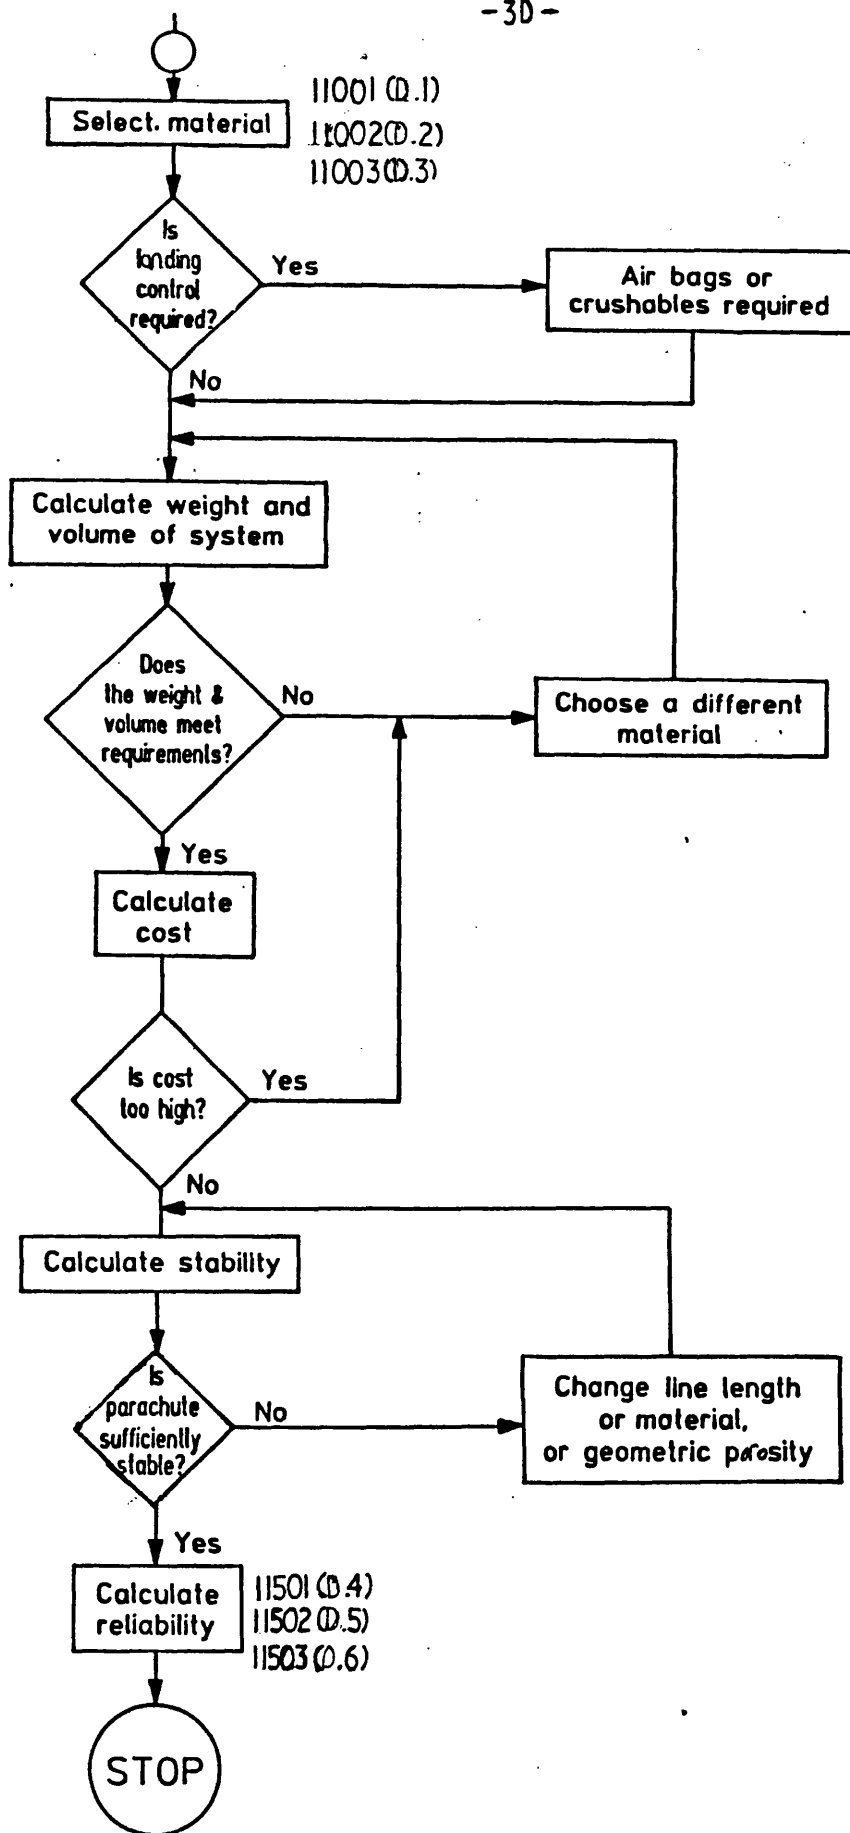 -3D-
11001(D.1)
Select. material
11002(D.2)
11003(D.3)
Is
landing
control
required?
Yes
Air bags or
crushables required
No
Calculate weight and
volume of system
Does
the weight &
volume meet
requirements?
No
Choose a different
material
Yes
Calculate
cost
Is cost
too high?
Yes
No
Calculate stability
Is
parachute
sufficiently
stable?
No
Change line length
or material,
or geometric porosity
Yes
Calculate
reliability
11501(D.4)
11502(D.5)
11503(D.6)
STOP